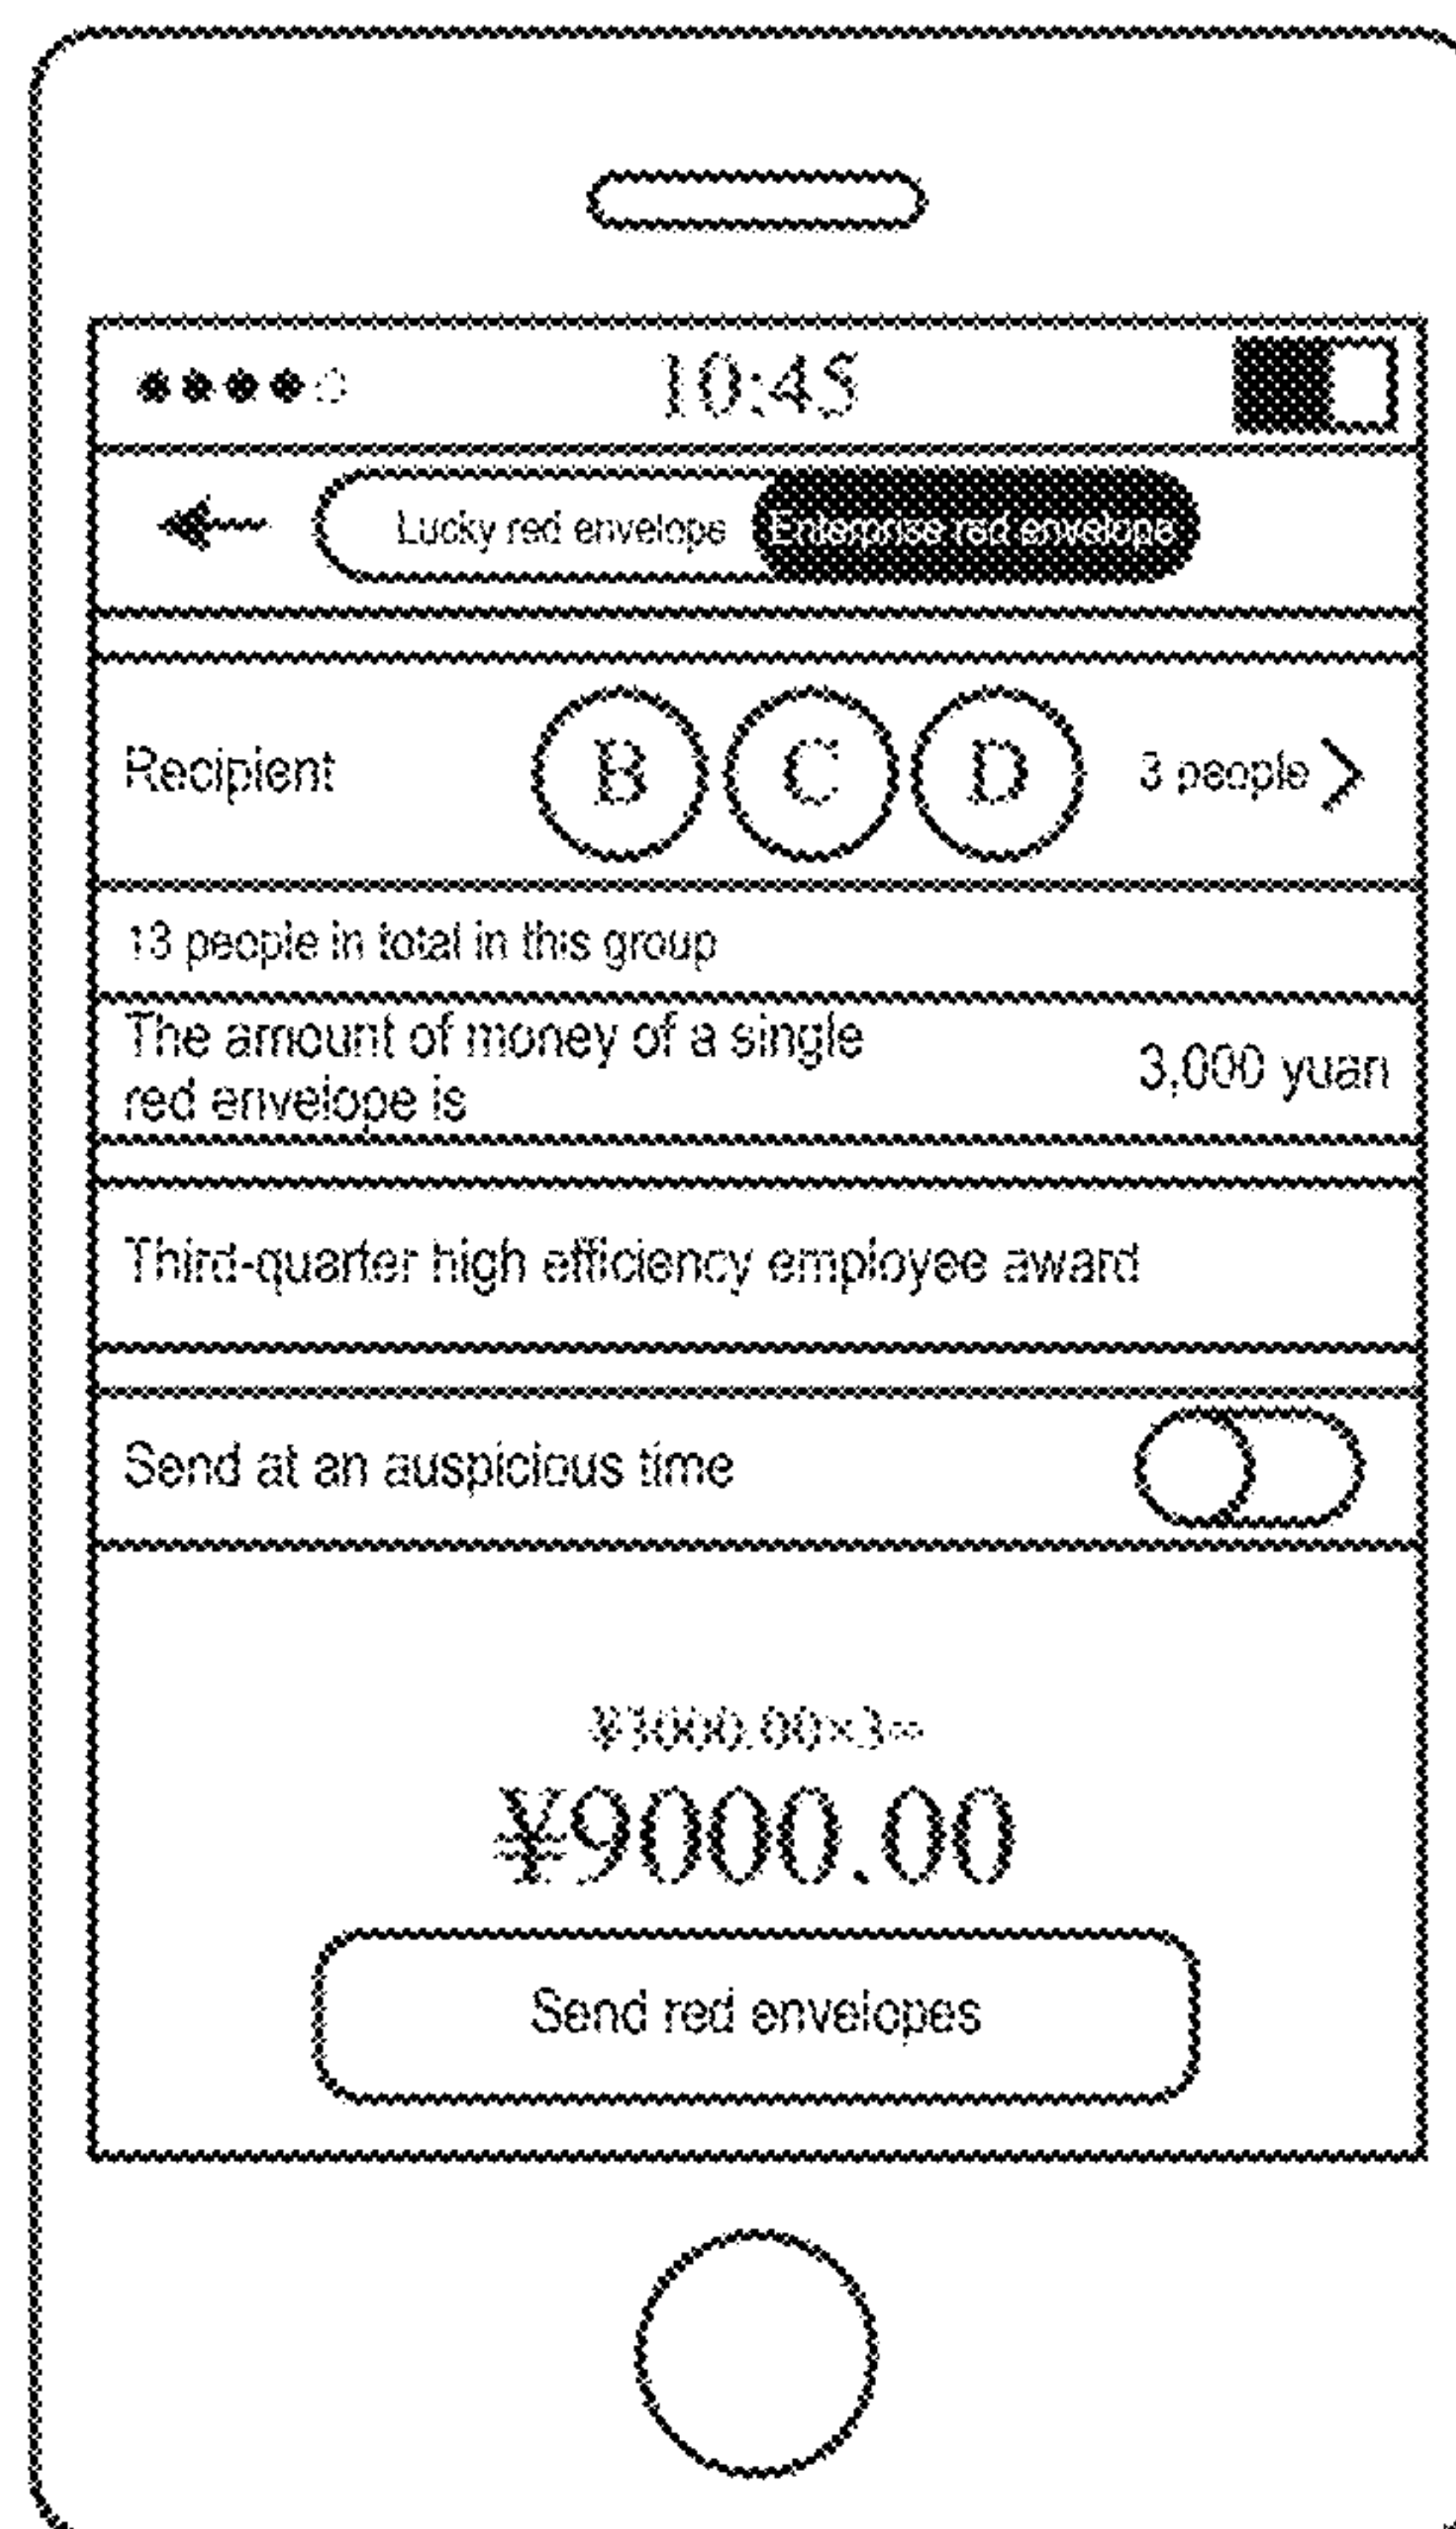 10:45
Lucky red envelope Enterprise red envelope
Recipient B C D 3 people
13 people in total in this group
The amount of money of a single
red envelope is
3,000 yuan
Third-quarter high efficiency employee award
Send at an auspicious time
¥3000.00×3=
¥9000.00
Send red envelopes